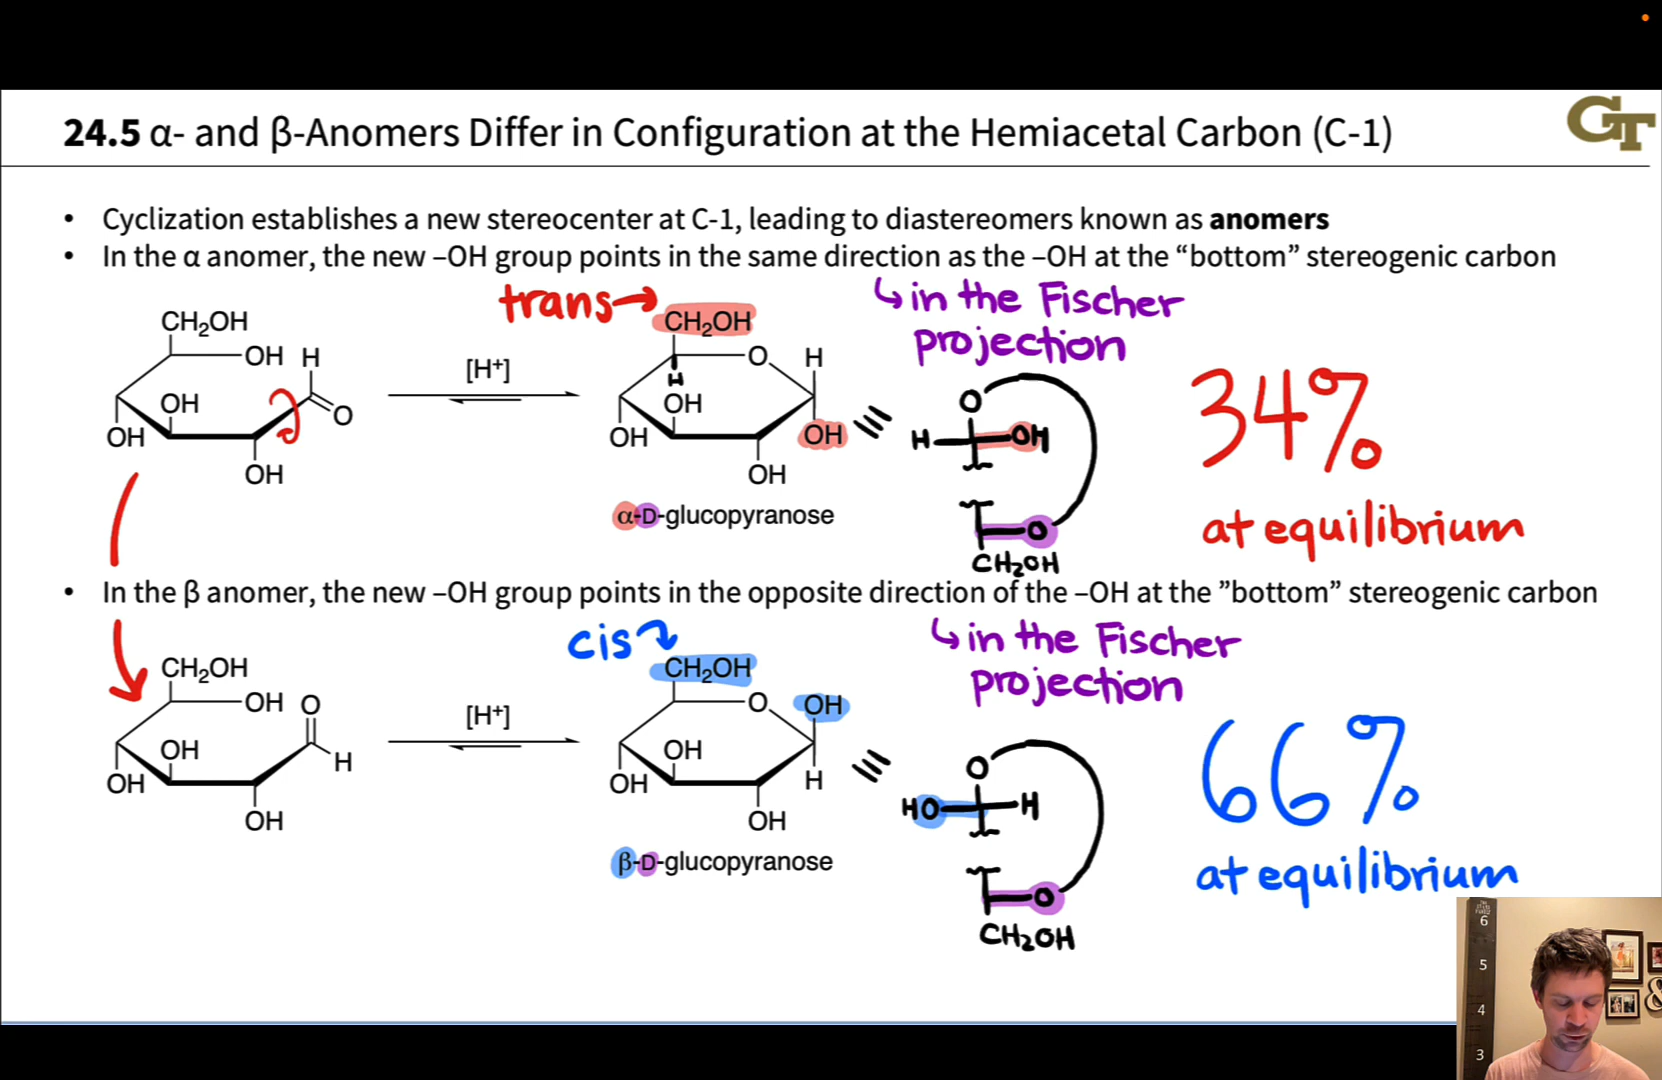 24.5 α- and β-Anomers Differ in Configuration at the Hemiacetal Carbon (C-1)
GT
• Cyclization establishes a new stereocenter at C-1, leading to diastereomers known as anomers
• In the α anomer, the new –OH group points in the same direction as the –OH at the “bottom” stereogenic carbon
trans→
↳in the Fischer
projection
CH₂OH
OH H
OH
O
OH
OH
[H⁺]
CH₂OH
O H
H
OH
OH
OH
OH
α-D-glucopyranose
O
H OH
O
CH₂OH
34%
at equilibrium
• In the β anomer, the new –OH group points in the opposite direction of the –OH at the ”bottom” stereogenic carbon
cis
↳in the Fischer
projection
CH₂OH
OH O
OH
H
OH
OH
[H⁺]
CH₂OH
O OH
OH
OH
H
OH
β-D-glucopyranose
O
HO H
O
CH₂OH
66%
at equilibrium
6
5
4
3
&